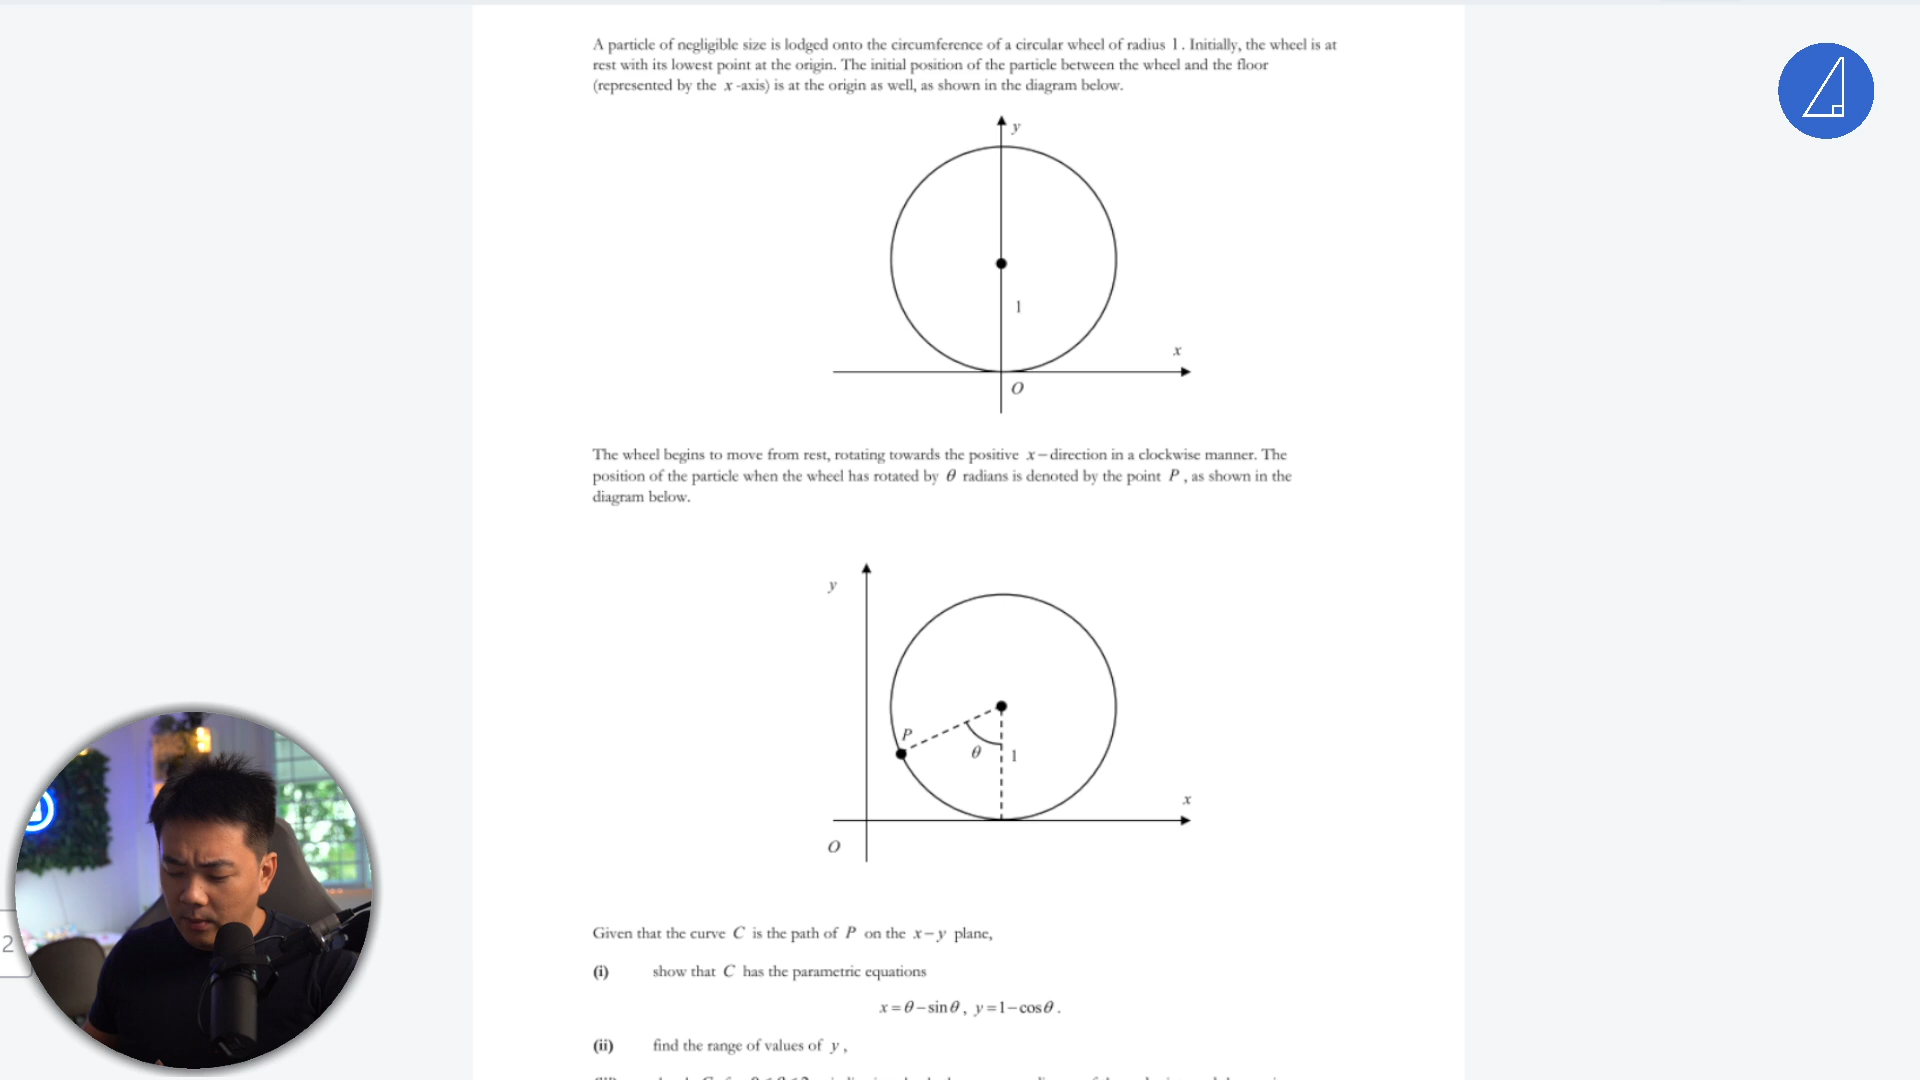 A particle of negligible size is lodged onto the circumference of a circular wheel of radius 1. Initially, the wheel is at
rest with its lowest point at the origin. The initial position of the particle between the wheel and the floor
(represented by the x-axis) is at the origin as well, as shown in the diagram below.
y
1
x
O
The wheel begins to move from rest, rotating towards the positive x–direction in a clockwise manner. The
position of the particle when the wheel has rotated by θ radians is denoted by the point P, as shown in the
diagram below.
y
P
θ
1
x
O
Given that the curve C is the path of P on the x–y plane,
(i) show that C has the parametric equations
x=θ−sinθ, y=1−cosθ.
(ii) find the range of values of y,
2